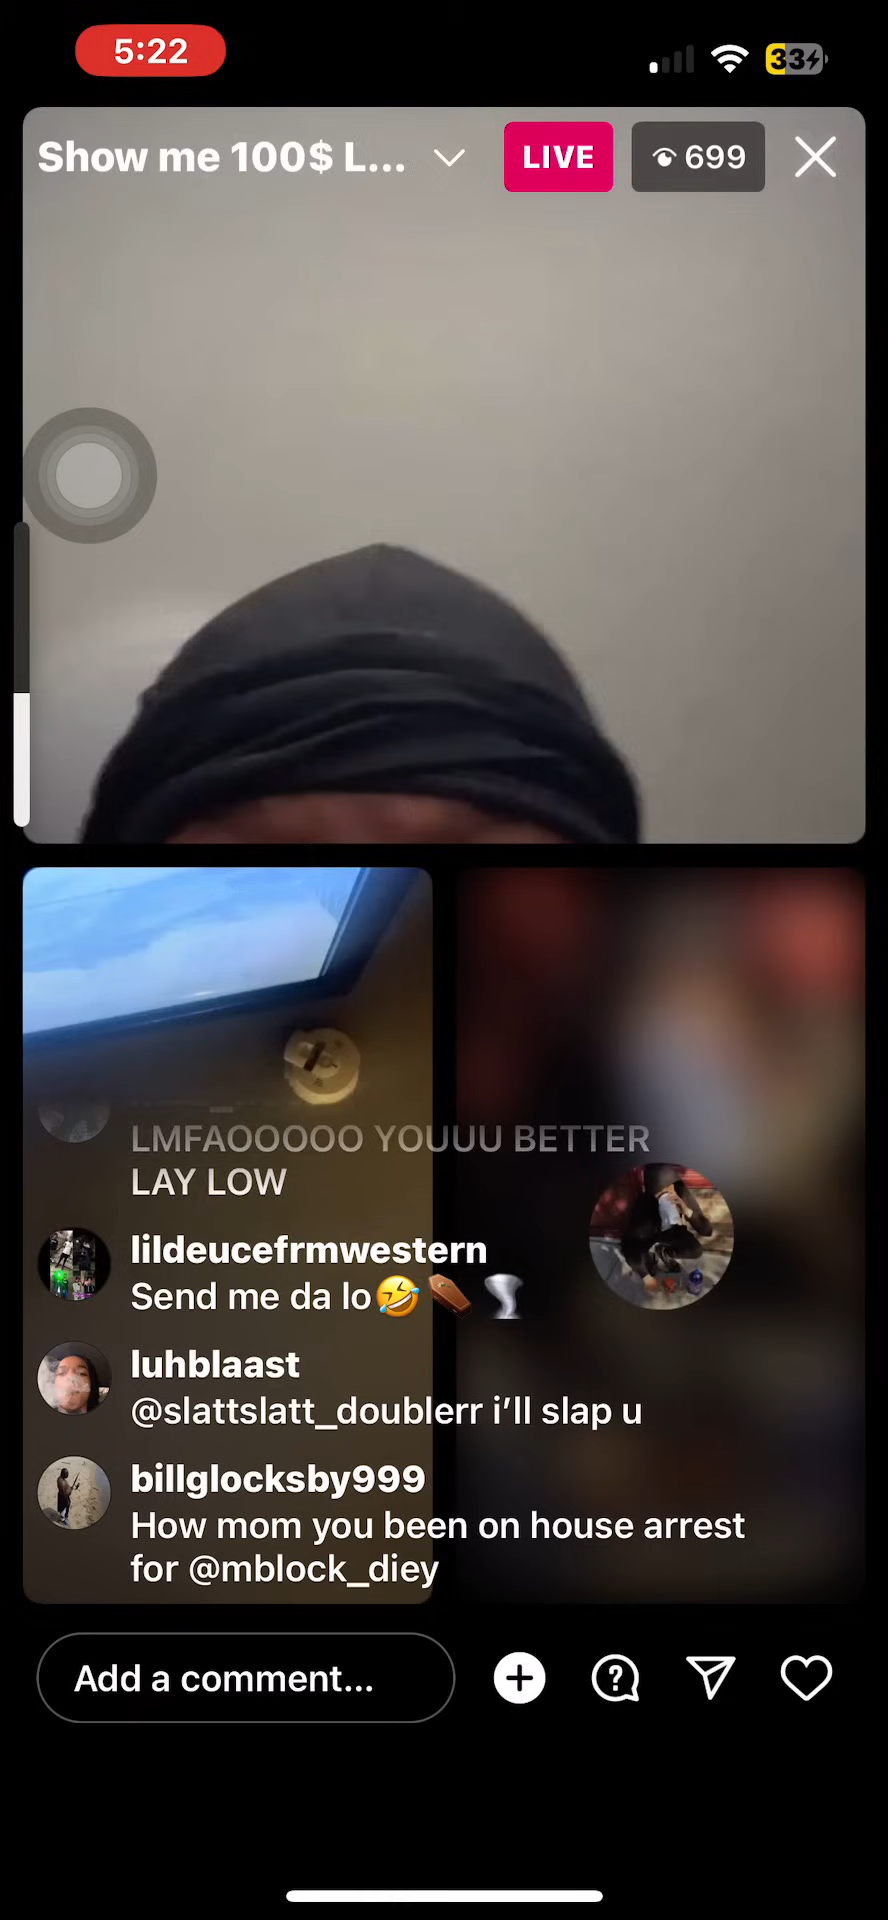 5:22
33
Show me 100$ L...
LIVE
699
LMFAOOOOO YOUUU BETTER
LAY LOW
lildeucefrmwestern
Send me da lo🤣⚰️🌪️
luhblaast
@slattslatt_doublerr i’ll slap u
billglocksby999
How mom you been on house arrest
for @mblock_diey
Add a comment...